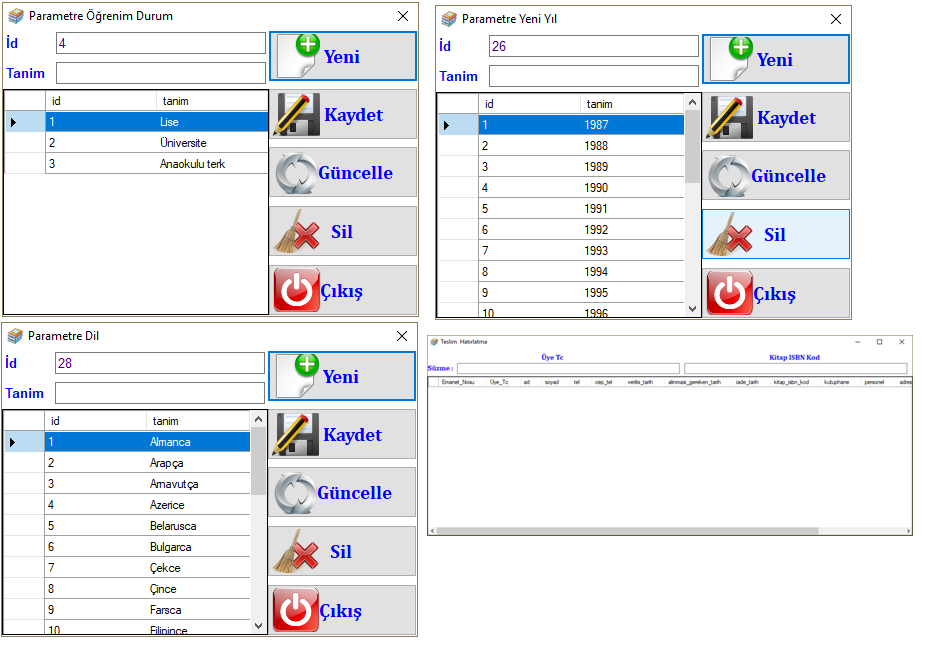 Parametre Öğrenim Durum
İd 4
Tanim
Yeni
Kaydet
Güncelle
Sil
Çıkış
id tanim
1 Lise
2 Üniversite
3 Anaokulu terk
Parametre Yeni Yıl
İd 26
Tanim
Yeni
Kaydet
Güncelle
Sil
Çıkış
id tanim
1 1987
2 1988
3 1989
4 1990
5 1991
6 1992
7 1993
8 1994
9 1995
10 1996
Parametre Dil
İd 28
Tanim
Yeni
Kaydet
Güncelle
Sil
Çıkış
id tanim
1 Almanca
2 Arapça
3 Arnavutça
4 Azerice
5 Belarusca
6 Bulgarca
7 Çekce
8 Çince
9 Farsca
10 Filipince
Teslim Hatırlatma
Üye Tc Kitap ISBN Kod
Süzme :
Emanet_Nosu Üye_Tc ad soyad tel cep_tel verilis_tarih alınması_gereken_tarih iade_tarih kitap_isbn_kod kutuphane personel adres